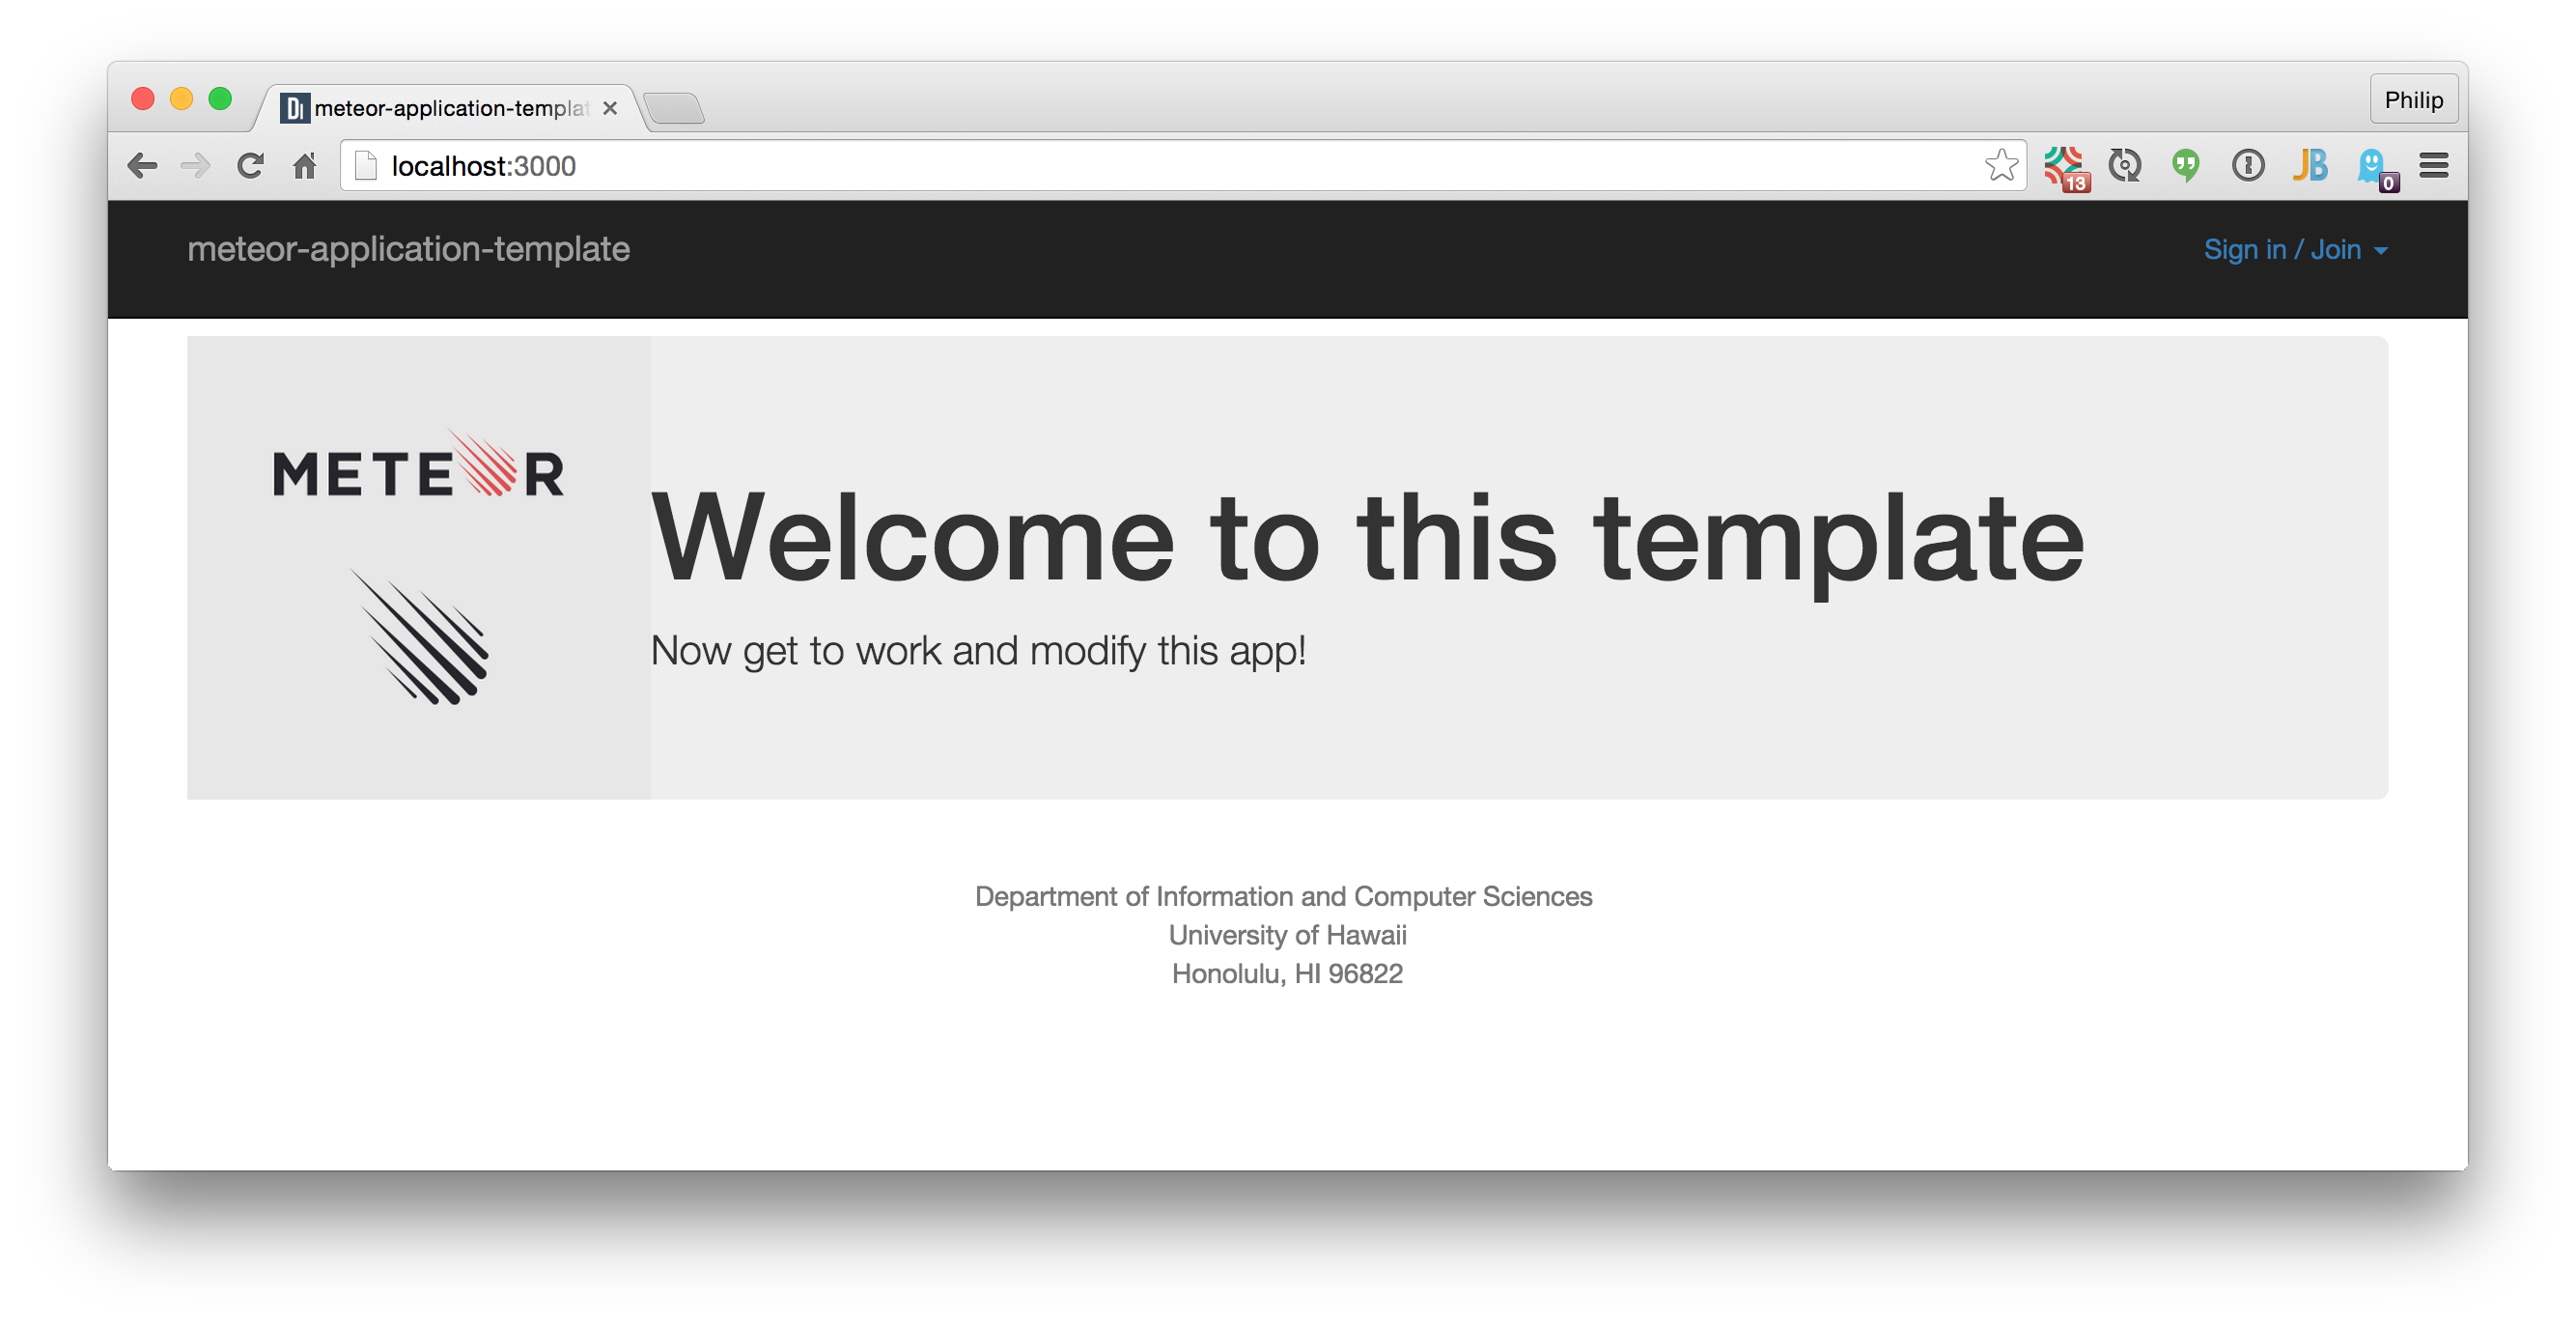 meteor-application-templat
Philip
localhost:3000
13
JB
0
meteor-application-template
Sign in / Join
METEOR
Welcome to this template
Now get to work and modify this app!
Department of Information and Computer Sciences
University of Hawaii
Honolulu, HI 96822